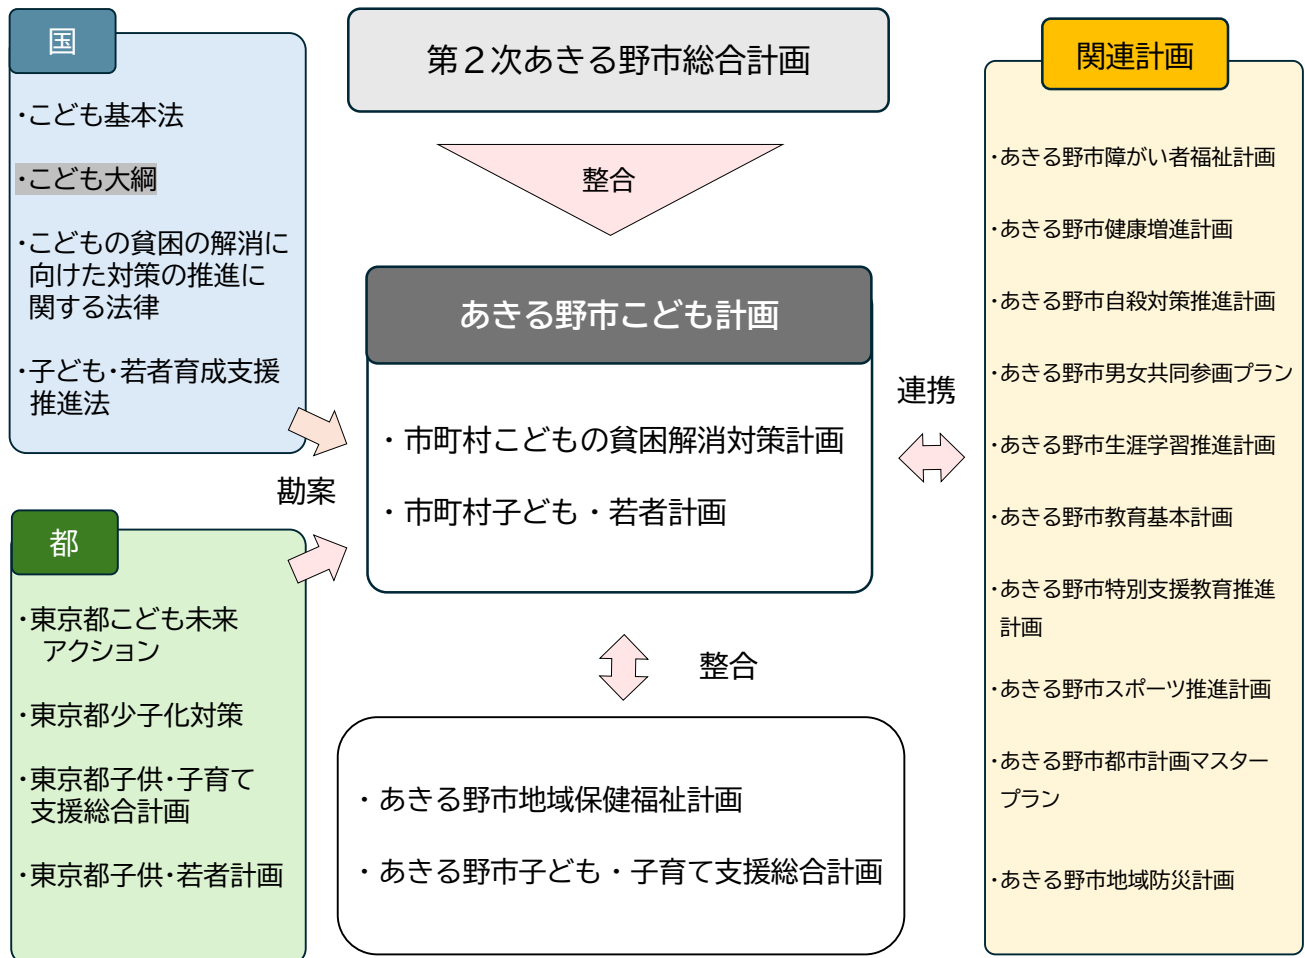 国
・こども基本法
・こども大綱
・こどもの貧困の解消に
向けた対策の推進に
関する法律
・子ども・若者育成支援
推進法
勘案
都
・東京都こども未来
アクション
・東京都少子化対策
・東京都子供・子育て
支援総合計画
・東京都子供・若者計画
第２次あきる野市総合計画
整合
あきる野市こども計画
・市町村こどもの貧困解消対策計画
・市町村子ども・若者計画
整合
・あきる野市地域保健福祉計画
・あきる野市子ども・子育て支援総合計画
連携
関連計画
・あきる野市障がい者福祉計画
・あきる野市健康増進計画
・あきる野市自殺対策推進計画
・あきる野市男女共同参画プラン
・あきる野市生涯学習推進計画
・あきる野市教育基本計画
・あきる野市特別支援教育推進
計画
・あきる野市スポーツ推進計画
・あきる野市都市計画マスター
プラン
・あきる野市地域防災計画